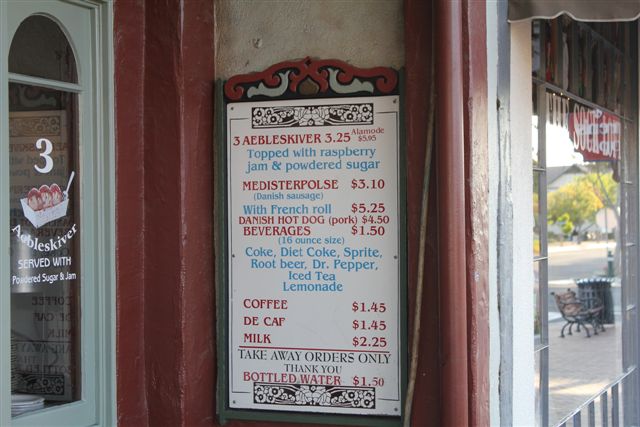 3
Aebleskiver
SERVED WITH
Powdered Sugar & Jam
3 AEBLESKIVER 3.25 Alamode $5.95
Topped with raspberry
jam & powdered sugar
MEDISTERPOLSE $3.10
(Danish sausage)
With French roll $5.25
DANISH HOT DOG (pork) $4.50
BEVERAGES $1.50
(16 ounce size)
Coke, Diet Coke, Sprite,
Root beer, Dr. Pepper,
Iced Tea
Lemonade
COFFEE $1.45
DE CAF $1.45
MILK $2.25
TAKE AWAY ORDERS ONLY
THANK YOU
BOTTLED WATER $1.50